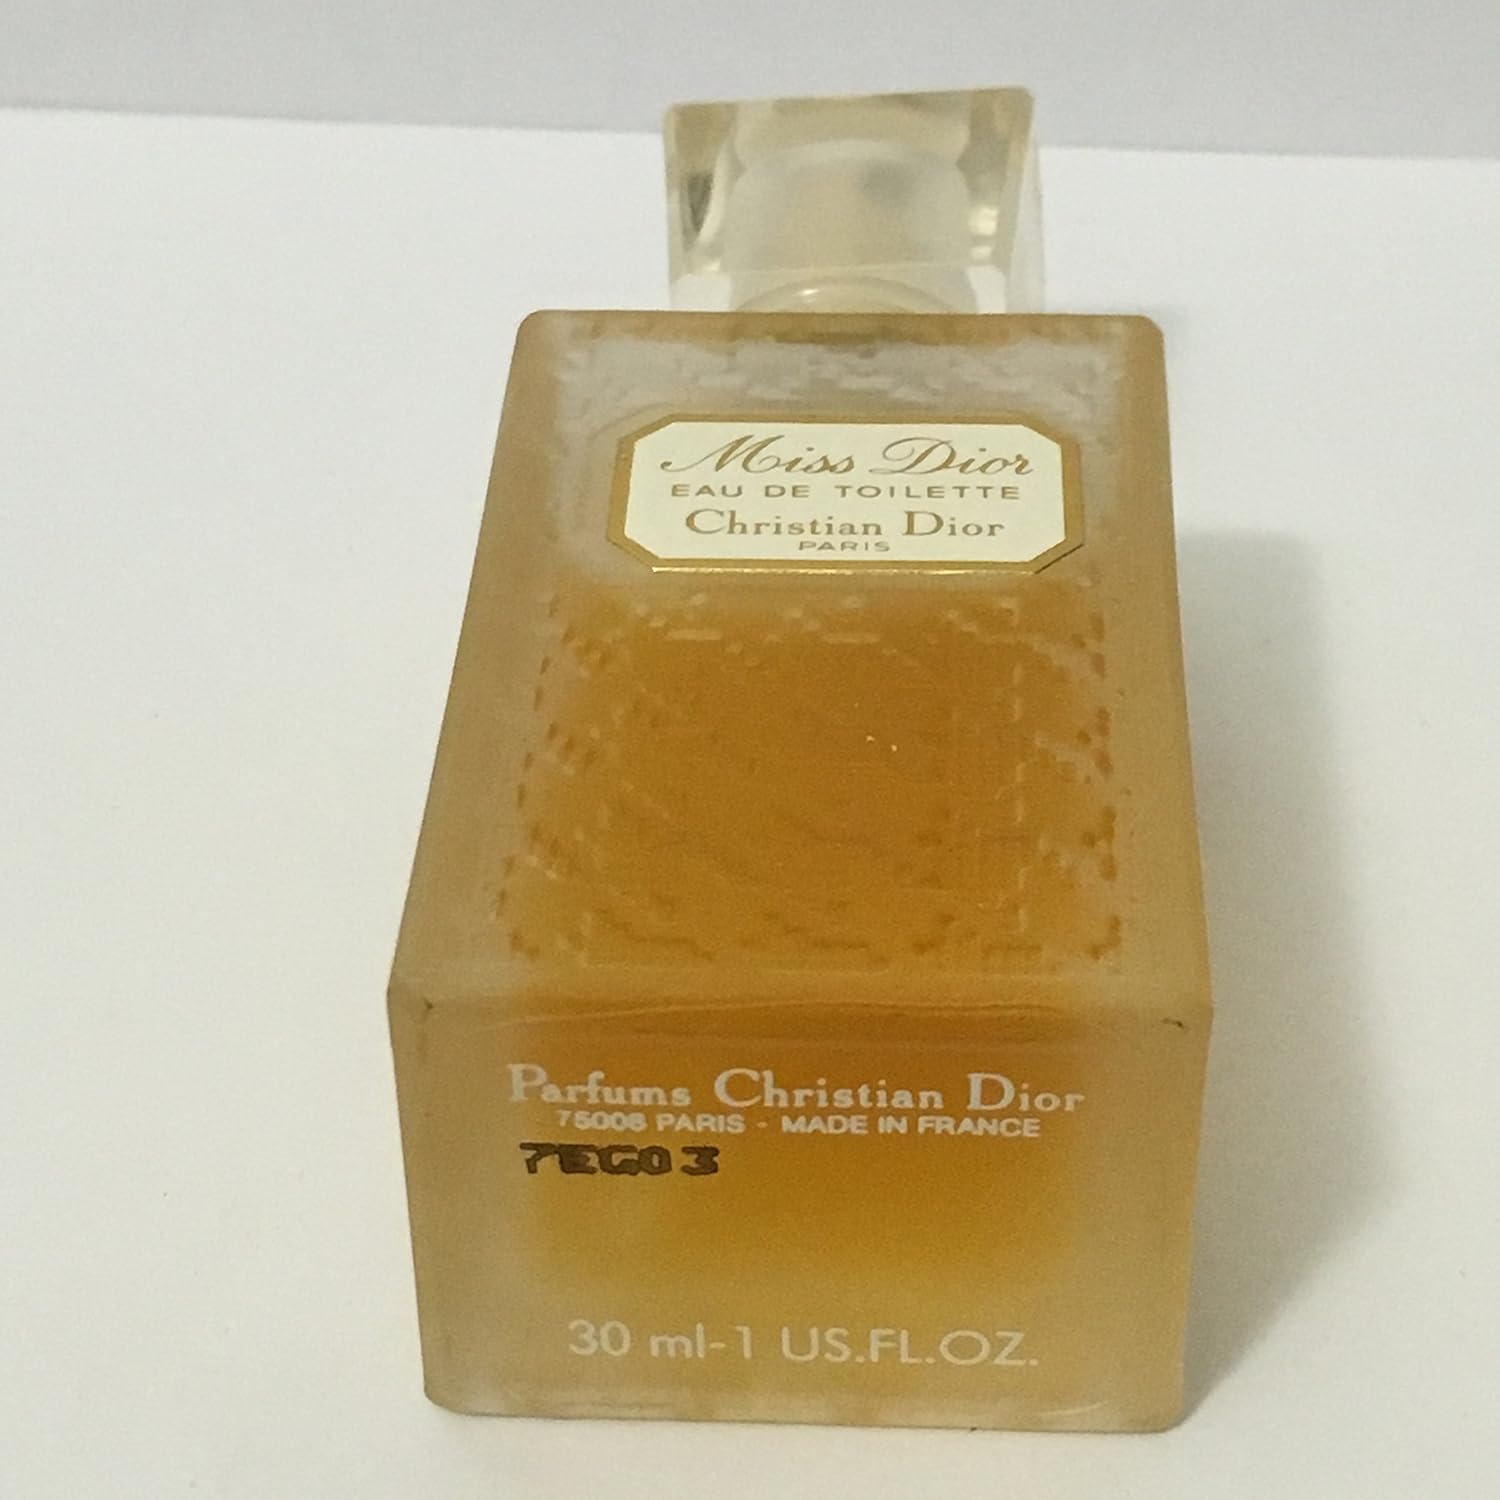 Miss Dior
EAU DE TOILETTE
Christian Dior
PARIS
Parfums Christian Dior
75008 PARIS - MADE IN FRANCE
7EG03
30 ml-1 US.FL.OZ.